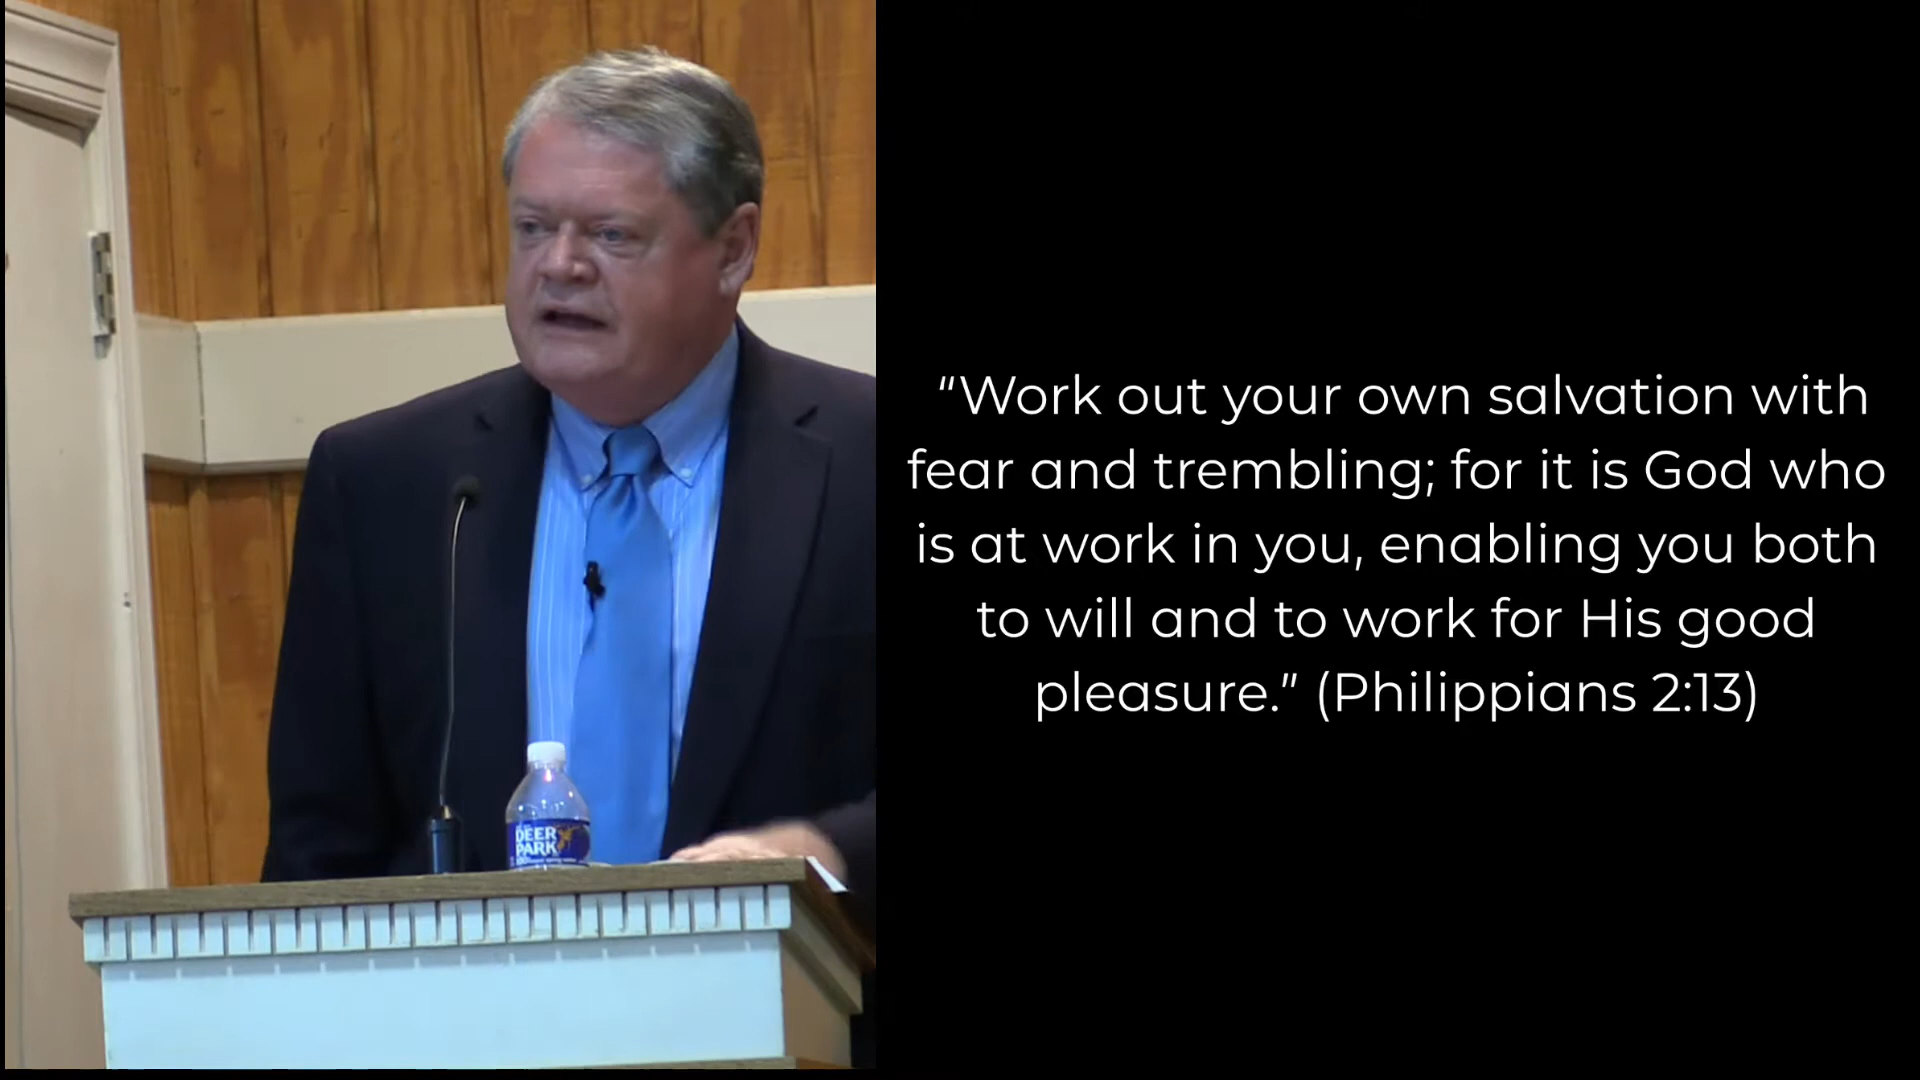 “Work out your own salvation with
fear and trembling; for it is God who
is at work in you, enabling you both
to will and to work for His good
pleasure.” (Philippians 2:13)
DEER
PARK